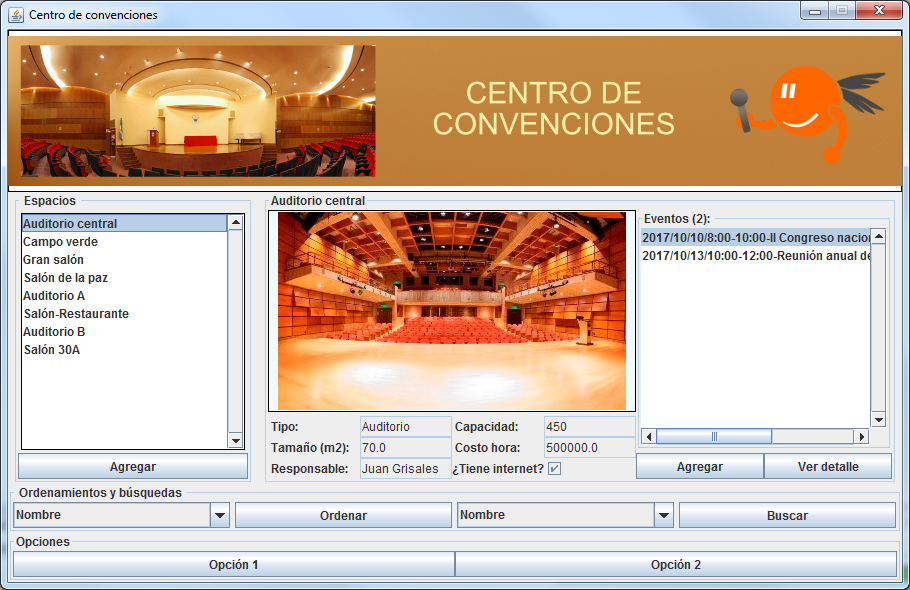 Centro de convenciones
CENTRO DE
CONVENCIONES
Espacios
Auditorio central
Campo verde
Gran salón
Salón de la paz
Auditorio A
Salón-Restaurante
Auditorio B
Salón 30A
Agregar
Auditorio central
Tipo: Auditorio Capacidad: 450
Tamaño (m2): 70.0 Costo hora: 500000.0
Responsable: Juan Grisales ¿Tiene internet?
Eventos (2):
2017/10/10/8:00-10:00-II Congreso nacion
2017/10/13/10:00-12:00-Reunión anual de
Agregar Ver detalle
Ordenamientos y búsquedas
Nombre Ordenar Nombre Buscar
Opciones
Opción 1 Opción 2